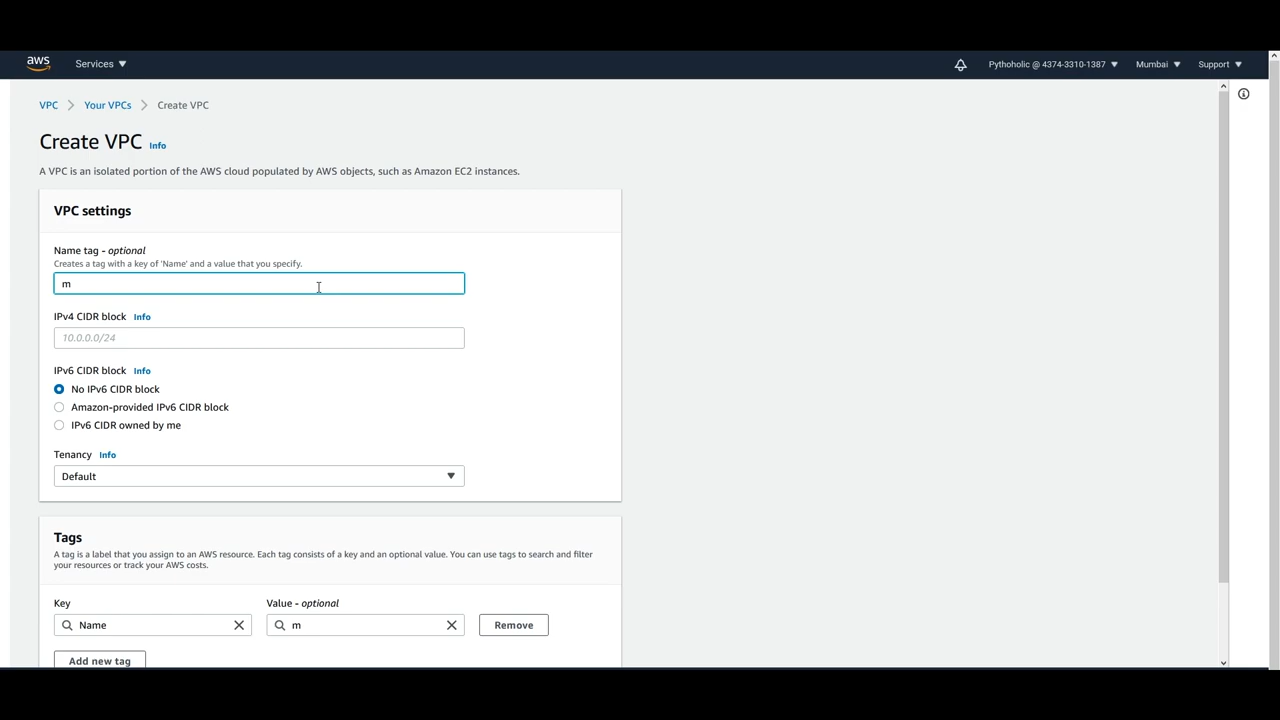 aws Services Pythoholic @ 4374-3310-1387 Mumbai Support
VPC Your VPCs Create VPC
Create VPC Info
A VPC is an isolated portion of the AWS cloud populated by AWS objects, such as Amazon EC2 instances.
VPC settings
Name tag - optional
Creates a tag with a key of 'Name' and a value that you specify.
m
IPv4 CIDR block Info
10.0.0.0/24
IPv6 CIDR block Info
No IPv6 CIDR block
Amazon-provided IPv6 CIDR block
IPv6 CIDR owned by me
Tenancy Info
Default
Tags
A tag is a label that you assign to an AWS resource. Each tag consists of a key and an optional value. You can use tags to search and filter
your resources or track your AWS costs.
Key Value - optional
Name m Remove
Add new tag